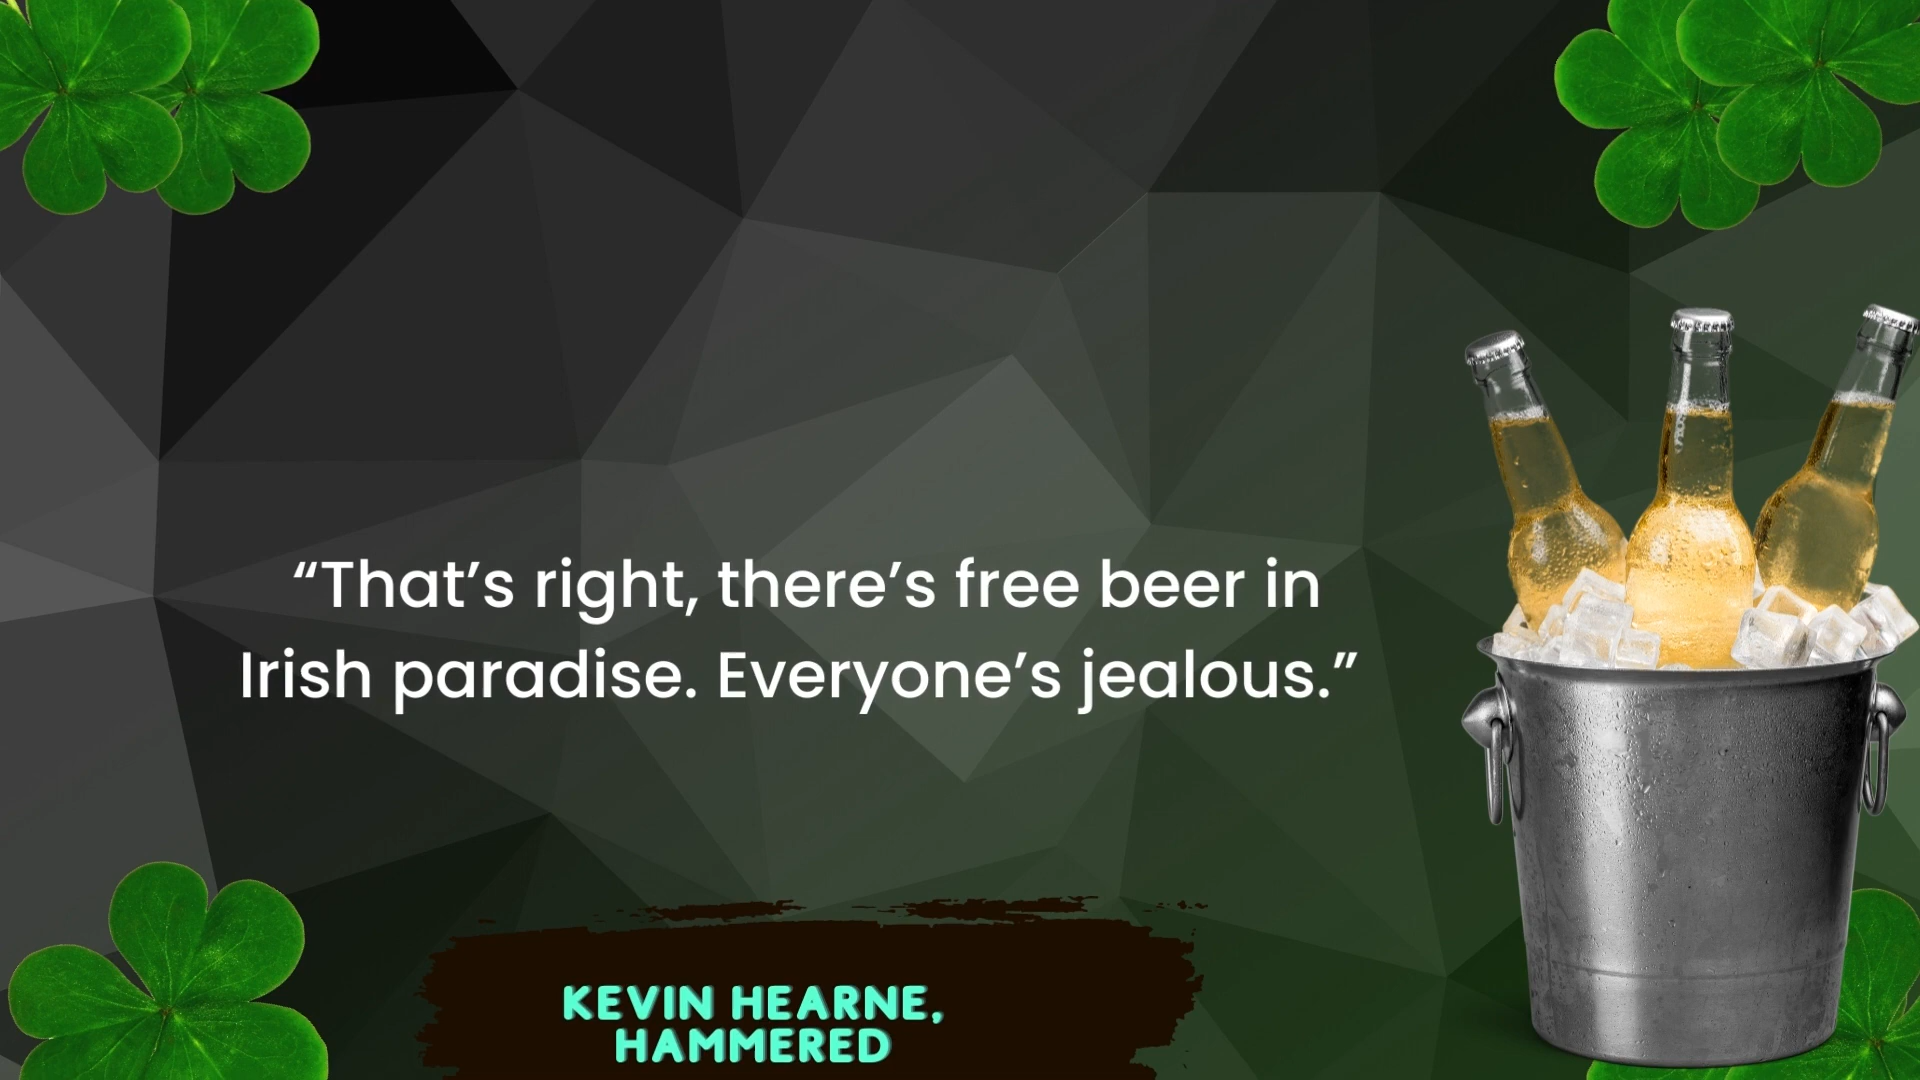 “That’s right, there’s free beer in
Irish paradise. Everyone’s jealous.”
KEVIN HEARNE,
HAMMERED